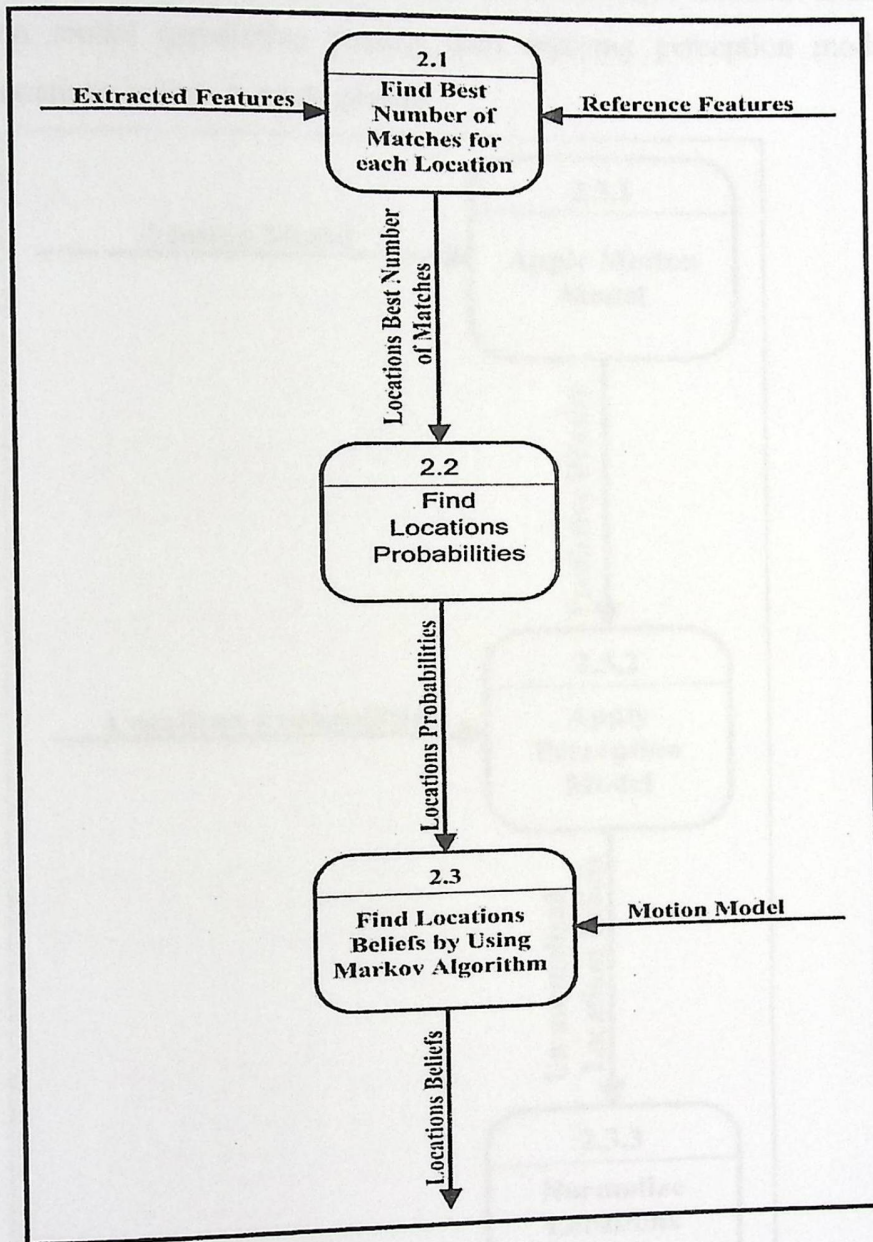 2.1
Find Best
Number of
Matches for
each Location
Extracted Features
Reference Features
Locations Best Number
of Matches
2.2
Find
Locations
Probabilities
Locations Probabilities
2.3
Find Locations
Beliefs by Using
Markov Algorithm
Motion Model
Locations Beliefs